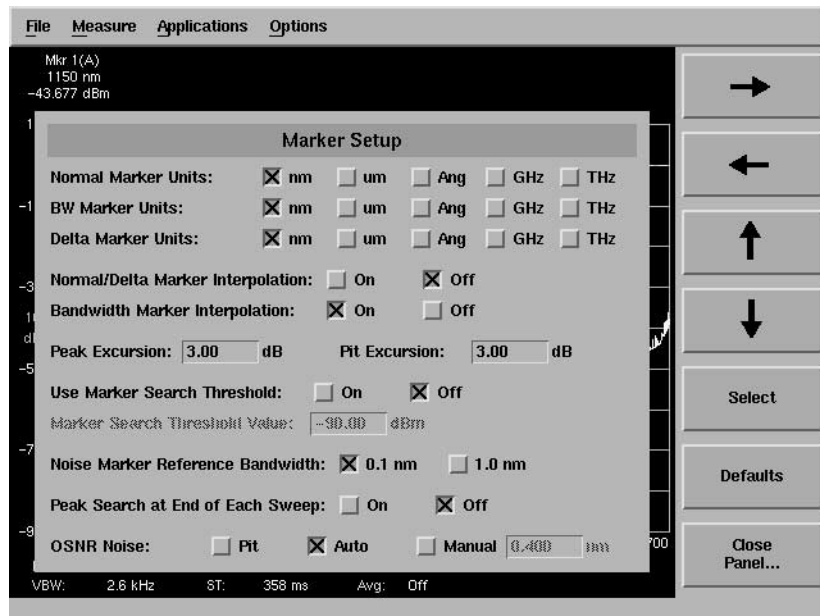 File Measure Applications Options
Mkr 1(A)
1150 nm
-43.677 dBm
Marker Setup
Normal Marker Units: nm um Ang GHz THz
BW Marker Units: nm um Ang GHz THz
Delta Marker Units: nm um Ang GHz THz
Normal/Delta Marker Interpolation: On Off
Bandwidth Marker Interpolation: On Off
Peak Excursion: 3.00 dB Pit Excursion: 3.00 dB
Use Marker Search Threshold: On Off
Marker Search Threshold Value: -90.00 dBm
Noise Marker Reference Bandwidth: 0.1 nm 1.0 nm
Peak Search at End of Each Sweep: On Off
OSNR Noise: Pit Auto Manual 0.400 nm
VBW: 2.6 kHz ST: 358 ms Avg: Off
Select
Defaults
Close
Panel...